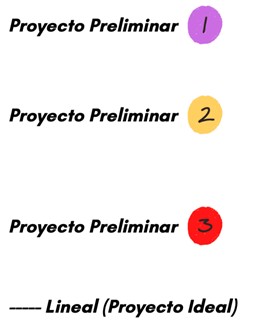 Proyecto Preliminar 1
Proyecto Preliminar 2
Proyecto Preliminar 3
----- Lineal (Proyecto Ideal)